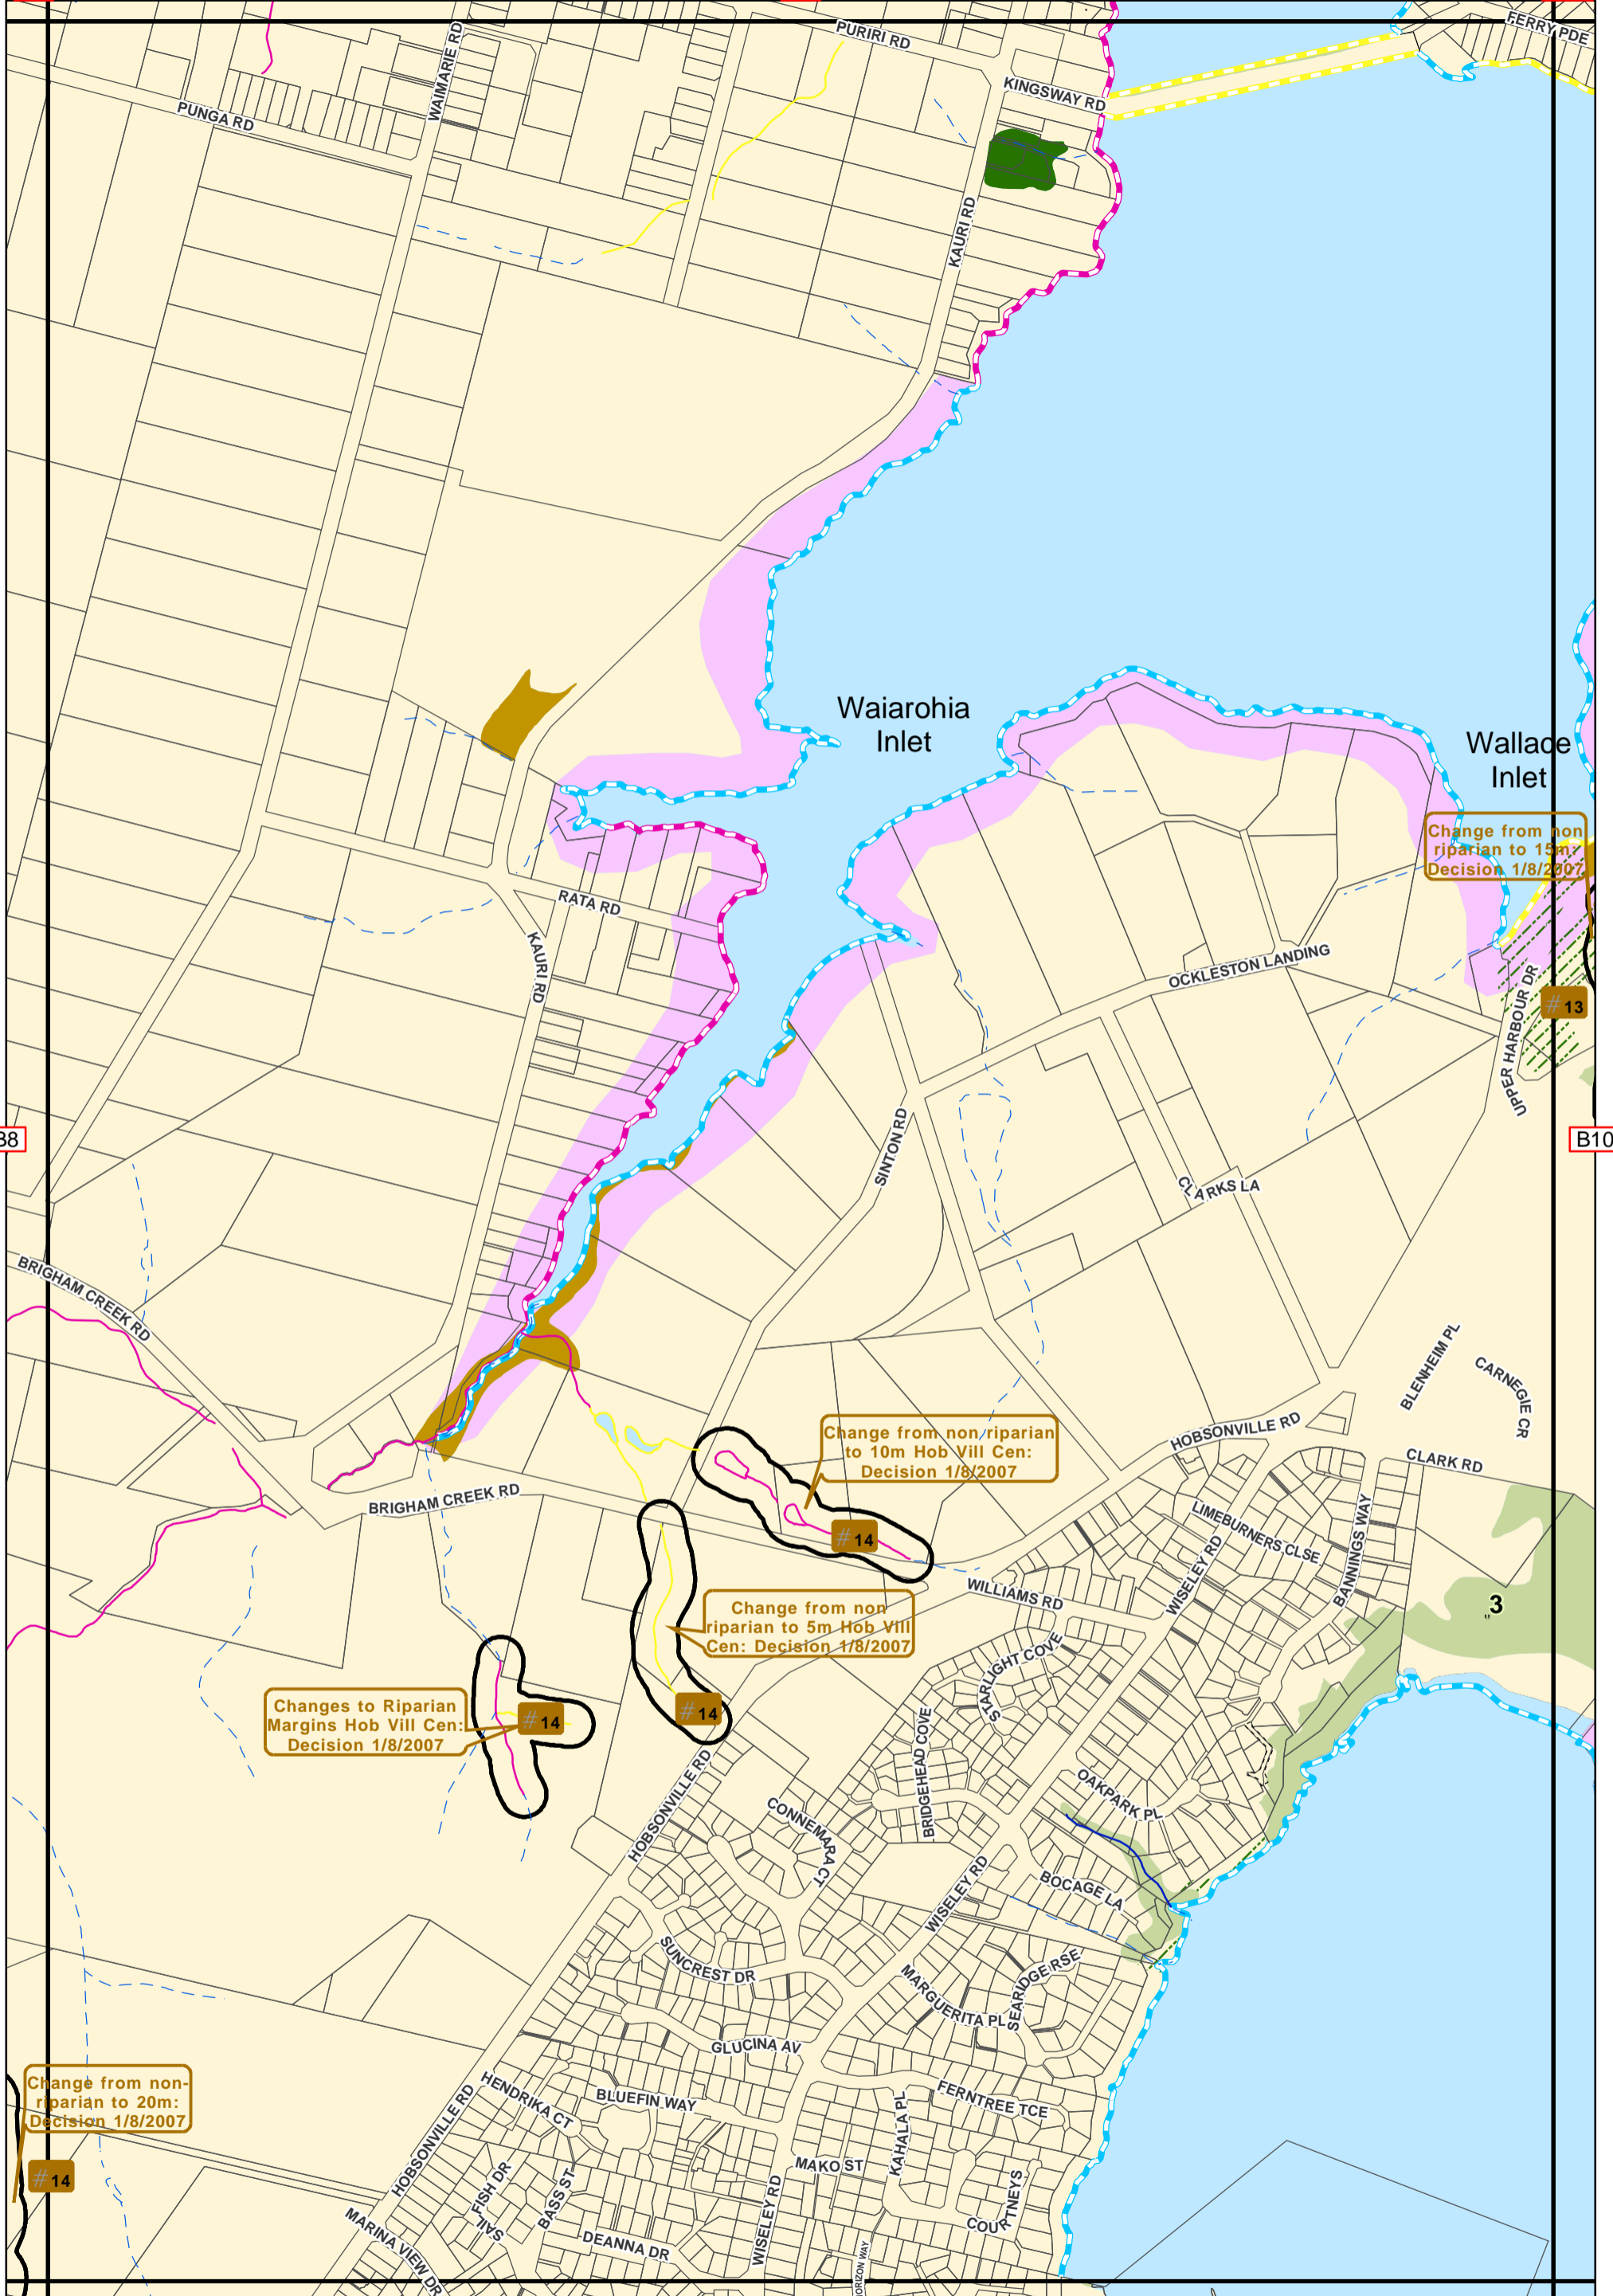 FERRY PDE
PURIRI RD
WAIMARIE RD
KINGSWAY RD
PUNGA RD
KAURI RD
Waiarohia
Inlet
Wallace
Inlet
Change from non
riparian to 15m:
Decision 1/8/2007
RATA RD
KAURI RD
OCKLESTON LANDING
#13
UPPER HARBOUR DR
B8
B10
SINTON RD
CLARKS LA
BRIGHAM CREEK RD
BLENHEIM PL
CARNEGIE CR
Change from non riparian
to 10m Hob Vill Cen:
Decision 1/8/2007
HOBSONVILLE RD
CLARK RD
BRIGHAM CREEK RD
LIMEBURNERS CLSE
BANNINGS WAY
#14
WISELEY RD
WILLIAMS RD
3
Change from non
riparian to 5m Hob Vill
Cen: Decision 1/8/2007
STARLIGHT COVE
Changes to Riparian
Margins Hob Vill Cen:
Decision 1/8/2007
#14
#14
BRIDGEHEAD COVE
HOBSONVILLE RD
OAKPARK PL
CONNEMARA CT
BOCAGE LA
WISELEY RD
SUNCREST DR
SEARIDGE RSE
MARGUERITA PL
GLUCINA AV
Change from non-
riparian to 20m:
Decision 1/8/2007
HENDRIKA CT
BLUEFIN WAY
FERNTREE TCE
HOBSONVILLE RD
KAHALA PL
MAKO ST
#14
SAIL FISH DR
BASS ST
COURTNEYS
WISELEY RD
MARINA VIEW DR
DEANNA DR
ORIZON WAY